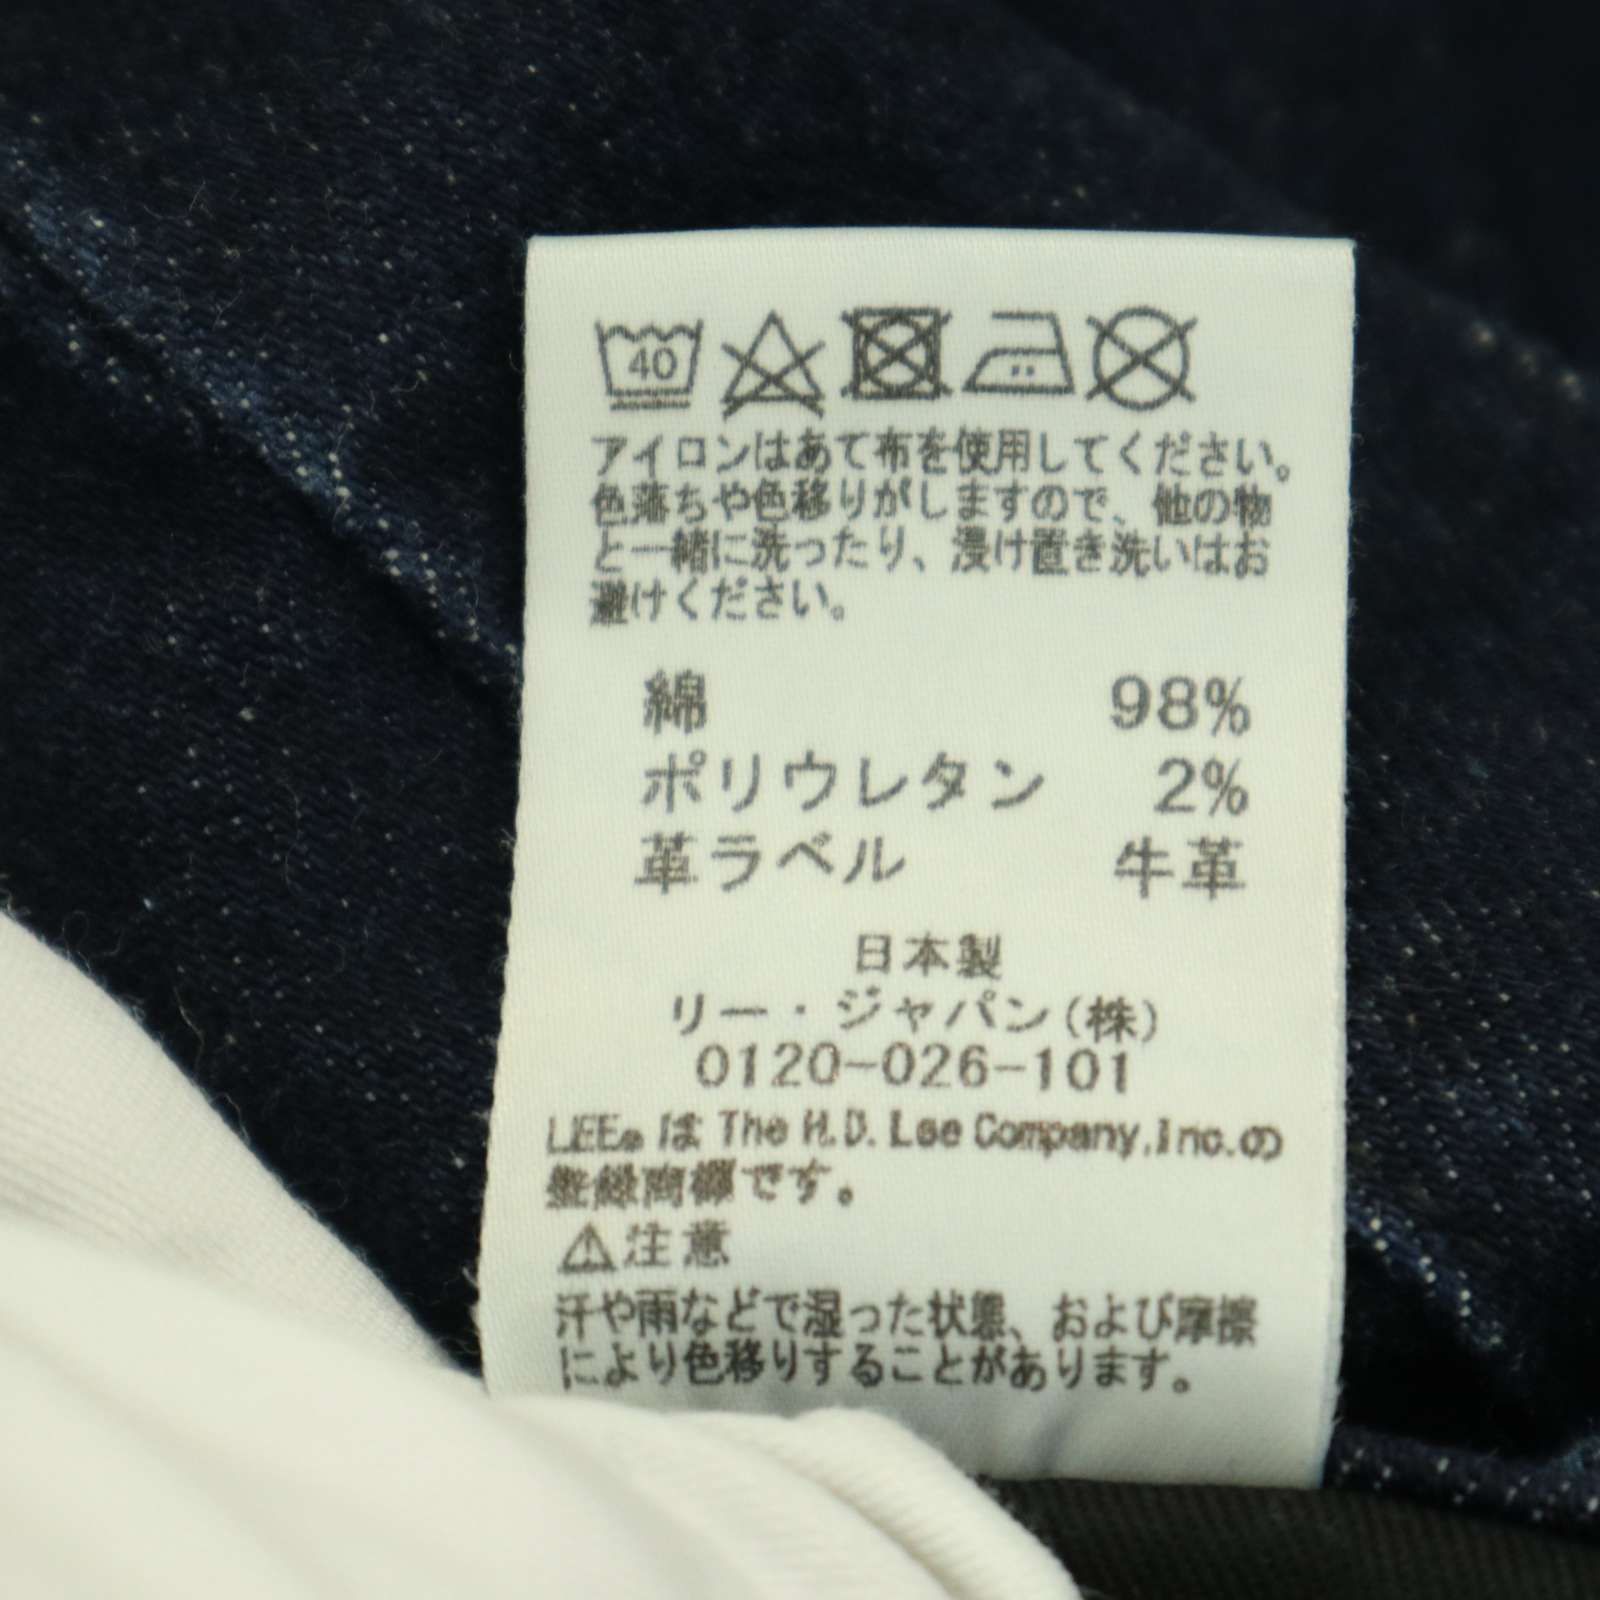 40
アイロンはあて布を使用してください。
色落ちや色移りがしますので、他の物
と一緒に洗ったり、浸け置き洗いはお
避けください。
綿 98%
ポリウレタン 2%
革ラベル 牛革
日本製
リー・ジャパン(株)
0120-026-101
LEE®は The H.D. Lee Company,Inc.の
登録商標です。
⚠注意
汗や雨などで湿った状態、および摩擦
により色移りすることがあります。